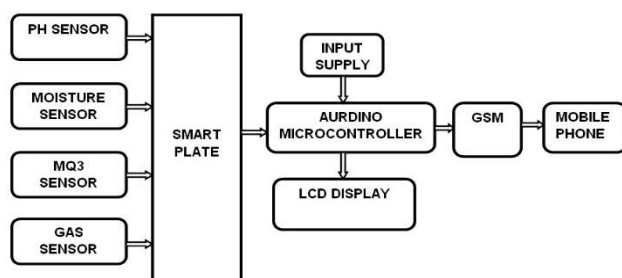 PH SENSOR
MOISTURE
SENSOR
MQ3
SENSOR
GAS
SENSOR
SMART
PLATE
INPUT
SUPPLY
AURDINO
MICROCONTROLLER
LCD DISPLAY
GSM
MOBILE
PHONE